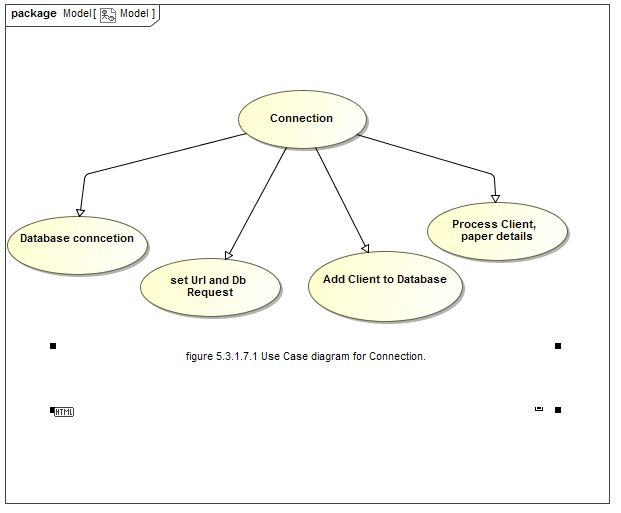 package Model [ Model ]
Connection
Database conncetion
set Url and Db
Request
Add Client to Database
Process Client,
paper details
figure 5.3.1.7.1 Use Case diagram for Connection.
HTML